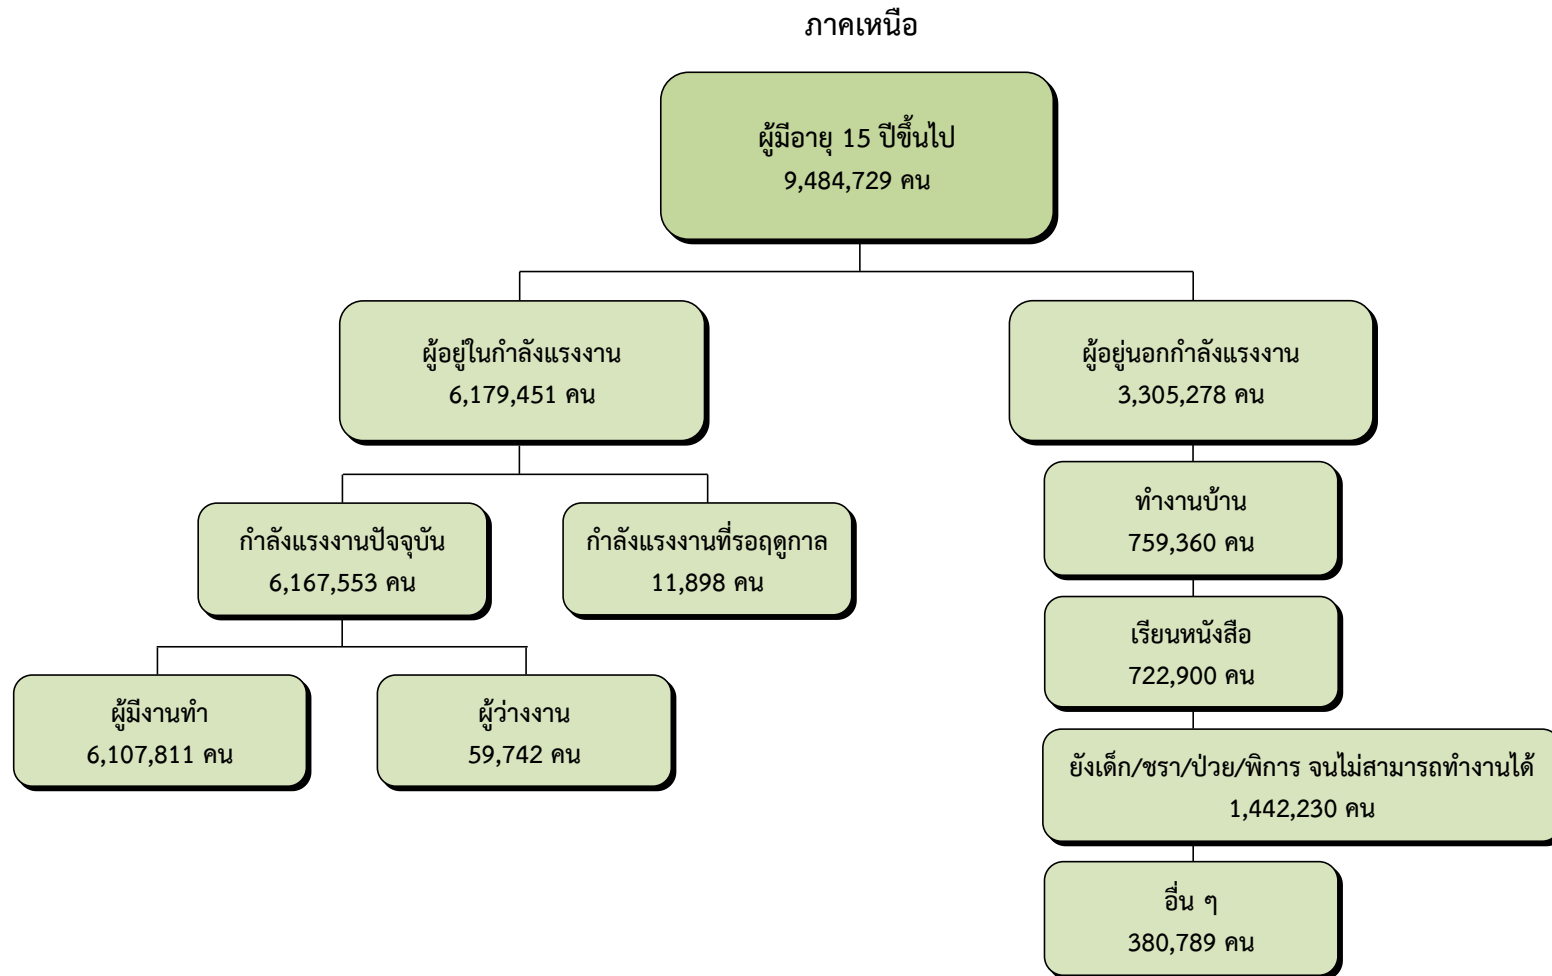 ภาคเหนือ
ผู้มีอายุ 15 ปีขึ้นไป
9,484,729 คน
ผู้อยู่ในกำลังแรงงาน
6,179,451 คน
ผู้อยู่นอกกำลังแรงงาน
3,305,278 คน
กำลังแรงงานปัจจุบัน
6,167,553 คน
กำลังแรงงานที่รอฤดูกาล
11,898 คน
ผู้มีงานทำ
6,107,811 คน
ผู้ว่างงาน
59,742 คน
ทำงานบ้าน
759,360 คน
เรียนหนังสือ
722,900 คน
ยังเด็ก/ชรา/ป่วย/พิการ จนไม่สามารถทำงานได้
1,442,230 คน
อื่น ๆ
380,789 คน